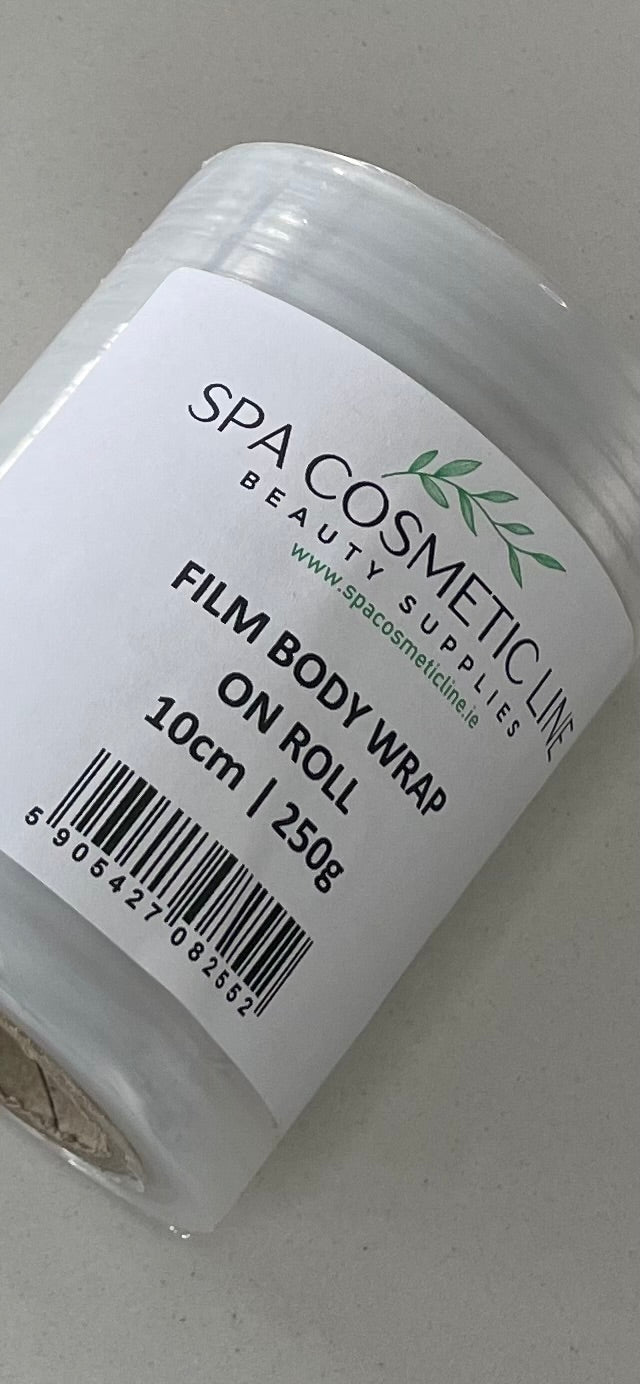 SPA COSMETIC LINE
BEAUTY SUPPLIES
www.spacosmeticline.ie
FILM BODY WRAP
ON ROLL
10cm | 250g
5 905427 082552